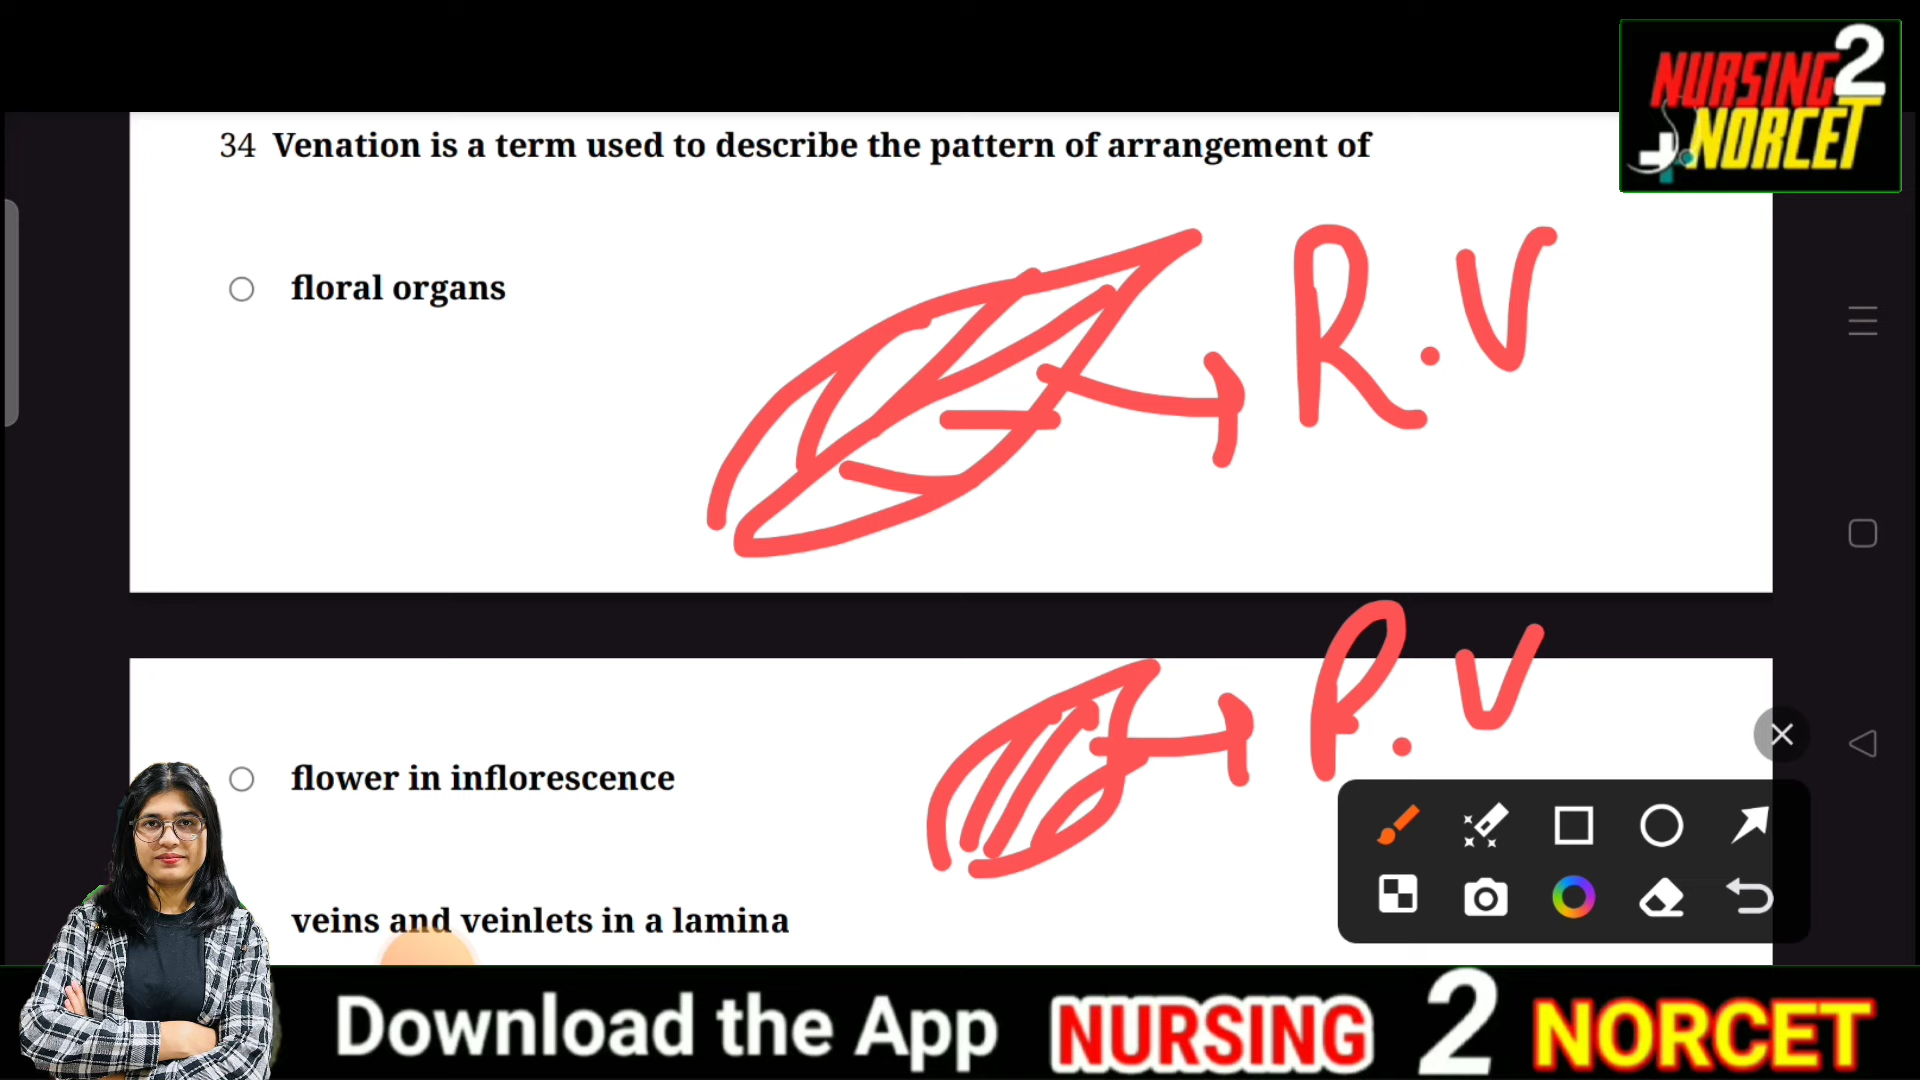 NURSING 2
NORCET
34 Venation is a term used to describe the pattern of arrangement of
floral organs
R.V
P.V
flower in inflorescence
veins and veinlets in a lamina
Download the App NURSING 2 NORCET